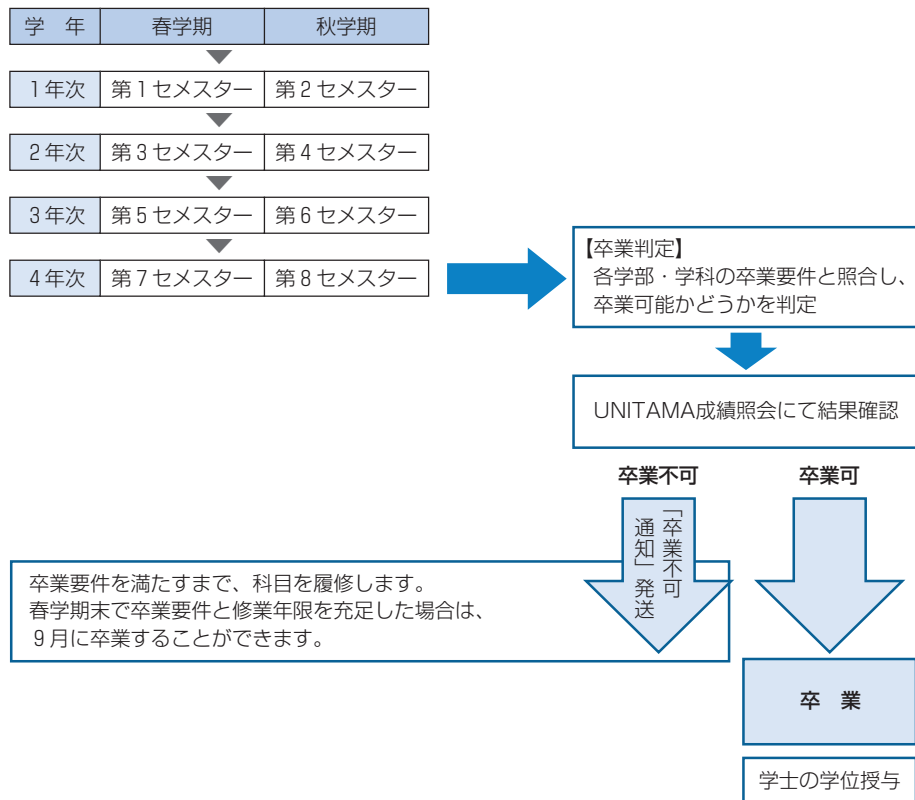 学　年　春学期　秋学期
1年次　第1セメスター　第2セメスター
2年次　第3セメスター　第4セメスター
3年次　第5セメスター　第6セメスター
4年次　第7セメスター　第8セメスター
【卒業判定】
各学部・学科の卒業要件と照合し、
卒業可能かどうかを判定
UNITAMA成績照会にて結果確認
卒業不可　卒業可
「卒業不可
通知」発送
卒業要件を満たすまで、科目を履修します。
春学期末で卒業要件と修業年限を充足した場合は、
9月に卒業することができます。
卒　業
学士の学位授与